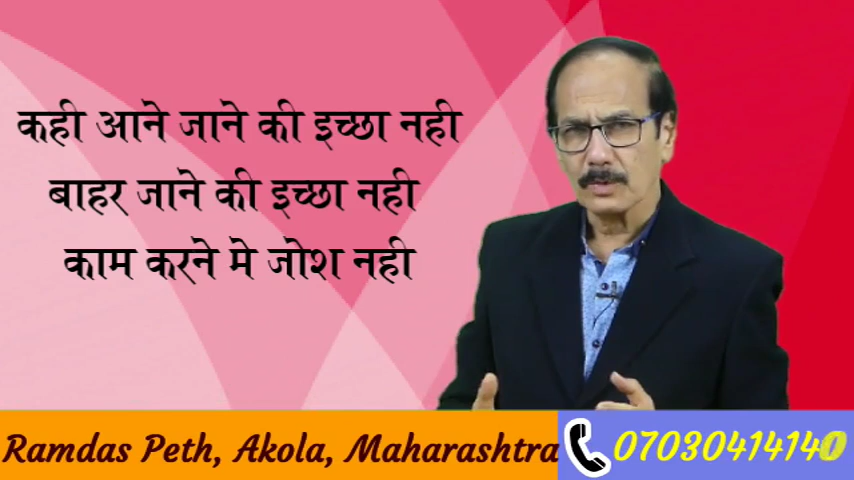 कही आने जाने की इच्छा नही
बाहर जाने की इच्छा नही
काम करने मे जोश नही
Ramdas Peth, Akola, Maharashtra
07030414140